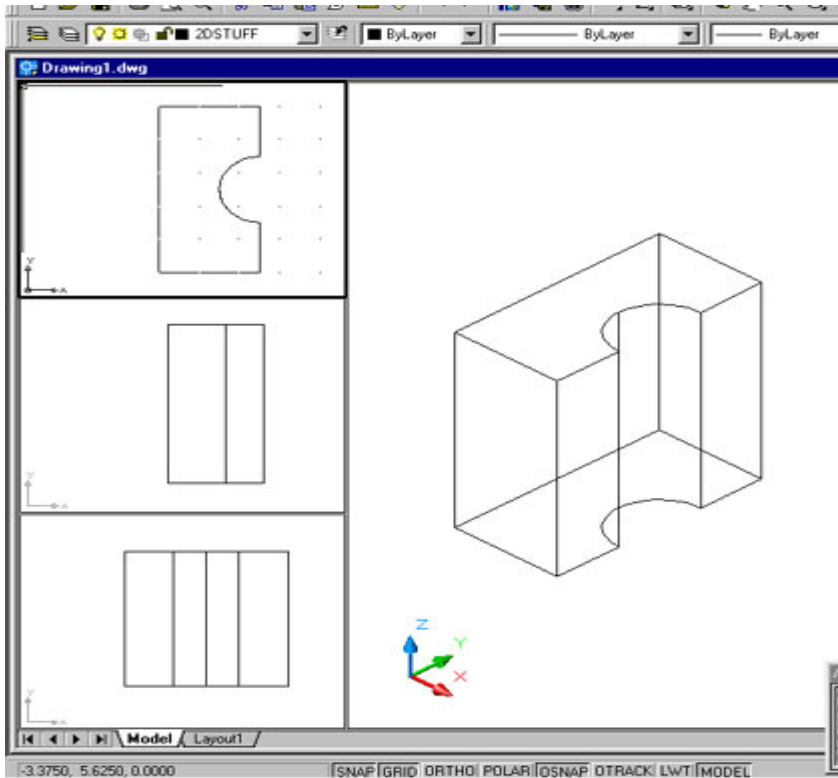 2DSTUFF ByLayer ByLayer ByLayer
Drawing1.dwg
Y
X
Y
X
Z
Y
X
Y
X
Model Layout1
-3.3750, 5.6250, 0.0000 SNAP GRID ORTHO POLAR OSNAP OTRACK LWT MODEL